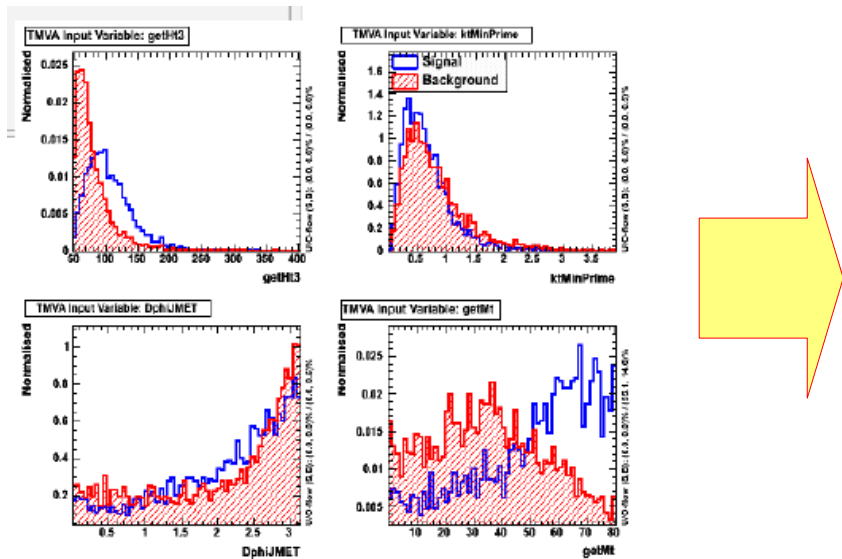 TMVA Input Variable: getHt3
Normalised
0.025
0.02
0.015
0.01
0.005
0
50 100 150 200 250 300 350 400
getHt3
TMVA Input Variable: ktMinPrime
Normalised
Signal
Background
1.6
1.4
1.2
1
0.8
0.6
0.4
0.2
0
0.5 1 1.5 2 2.5 3 3.5
ktMinPrime
TMVA Input Variable: DphiJMET
Normalised
1
0.8
0.6
0.4
0.2
0.5 1 1.5 2 2.5 3
DphiJMET
TMVA Input Variable: getMt
Normalised
0.025
0.02
0.015
0.01
0.005
10 20 30 40 50 60 70 80
getMt